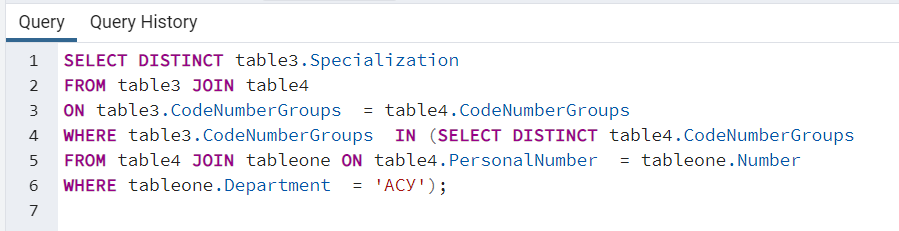 Query Query History
1 SELECT DISTINCT table3.Specialization
2 FROM table3 JOIN table4
3 ON table3.CodeNumberGroups  = table4.CodeNumberGroups
4 WHERE table3.CodeNumberGroups  IN (SELECT DISTINCT table4.CodeNumberGroups
5 FROM table4 JOIN tableone ON table4.PersonalNumber  = tableone.Number
6 WHERE tableone.Department  = 'АСУ');
7